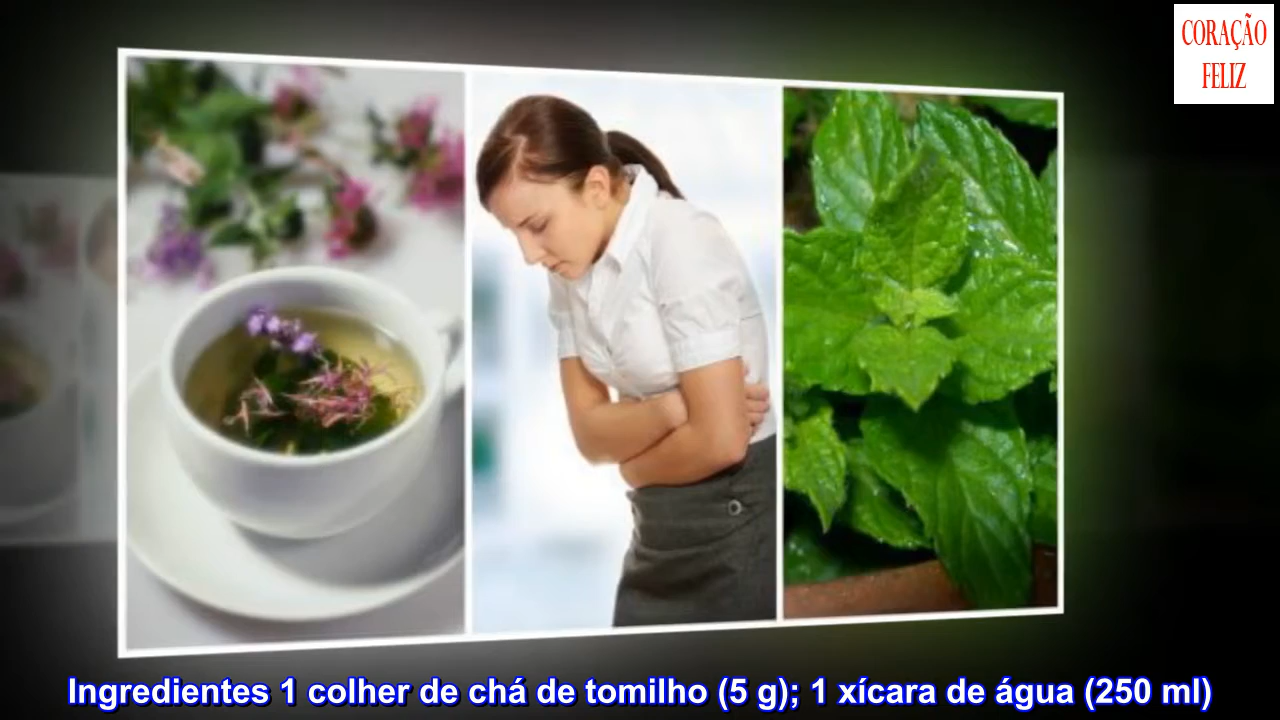 CORAÇÃO
FELIZ
Ingredientes 1 colher de chá de tomilho (5 g); 1 xícara de água (250 ml)